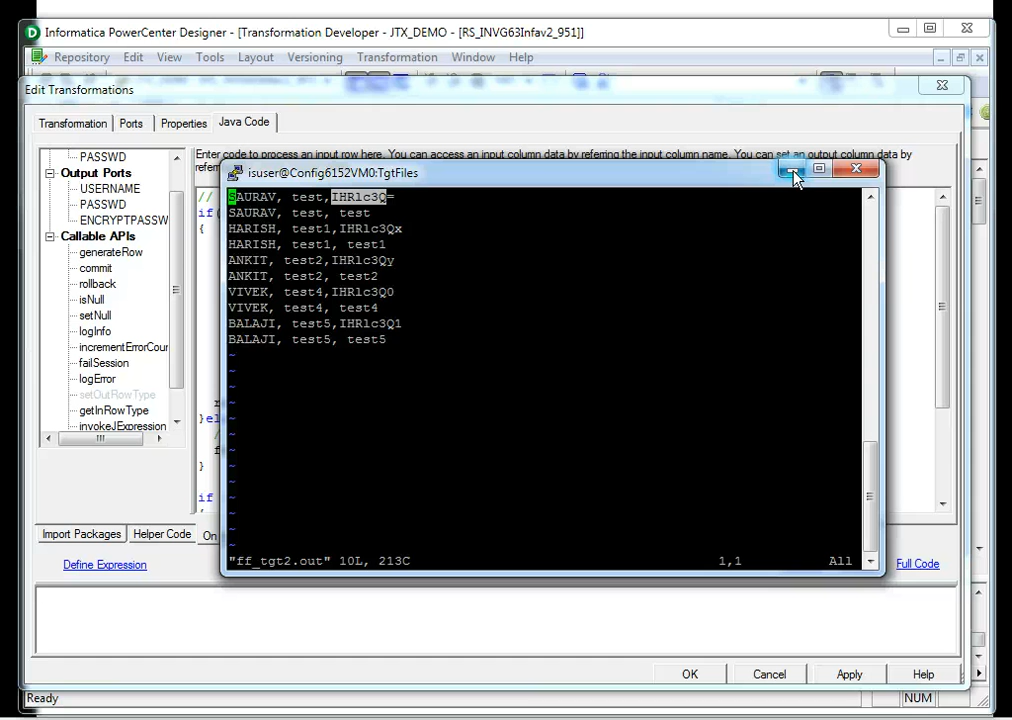 Informatica PowerCenter Designer - [Transformation Developer - JTX_DEMO - [RS_INVG63Infav2_951]]
Repository Edit View Tools Layout Versioning Transformation Window Help
Edit Transformations
Transformation Ports Properties Java Code
PASSWD
Output Ports
USERNAME
PASSWD
ENCRYPTPASSW
Callable APIs
generateRow
commit
rollback
isNull
setNull
logInfo
incrementErrorCour
failSession
logError
setOutRowType
getInRowType
invokeJExpression
Import Packages Helper Code On
Define Expression
Enter code to process an input row here. You can access an input column data by referring the input column name. You can set an output column data by
refer
//
if(
{
}el
}
if
isuser@Config6152VM0:TgtFiles
SAURAV, test,IHRlc3Q=
SAURAV, test, test
HARISH, test1,IHRlc3Qx
HARISH, test1, test1
ANKIT, test2,IHRlc3Qy
ANKIT, test2, test2
VIVEK, test4,IHRlc3Q0
VIVEK, test4, test4
BALAJI, test5,IHRlc3Q1
BALAJI, test5, test5
~
~
~
~
~
~
~
~
~
~
~
~
~
"ff_tgt2.out" 10L, 213C 1,1 All
Full Code
OK Cancel Apply Help
Ready NUM